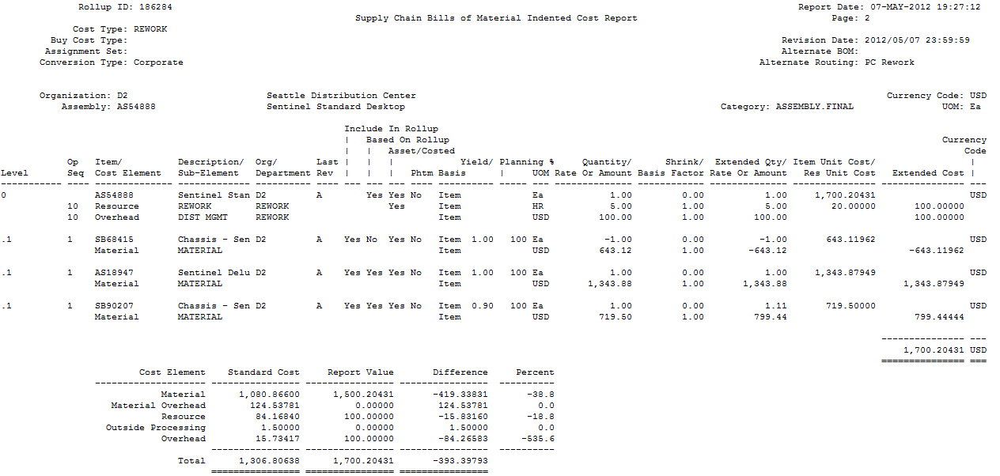 Rollup ID: 186284 Report Date: 07-MAY-2012 19:27:12
Supply Chain Bills of Material Indented Cost Report Page: 2
Cost Type: REWORK
Buy Cost Type: Revision Date: 2012/05/07 23:59:59
Assignment Set: Alternate BOM:
Conversion Type: Corporate Alternate Routing: PC Rework
Organization: D2 Seattle Distribution Center Currency Code: USD
Assembly: AS54888 Sentinel Standard Desktop Category: ASSEMBLY.FINAL UOM: Ea
Include In Rollup
| Based On Rollup Currency
| | Asset/Costed Code
Op Item/ Description/ Org/ Last | | | Yield/ Planning % Quantity/ Shrink/ Extended Qty/ Item Unit Cost/ |
Level Seq Cost Element Sub-Element Department Rev | | | Phtm Basis | UOM Rate Or Amount Basis Factor Rate Or Amount Res Unit Cost Extended Cost |
0 AS54888 Sentinel Stan D2 A Yes Yes No Item Ea 1.00 0.00 1.00 1,700.20431 USD
10 Resource REWORK REWORK Yes Item HR 5.00 1.00 5.00 20.00000 100.00000
10 Overhead DIST MGMT REWORK Item USD 100.00 1.00 100.00 100.00000
.1 1 SB68415 Chassis - Sen D2 A Yes No Yes No Item 1.00 100 Ea -1.00 0.00 -1.00 643.11962 USD
Material MATERIAL Item USD 643.12 1.00 -643.12 -643.11962
.1 1 AS18947 Sentinel Delu D2 A Yes Yes Yes No Item 1.00 100 Ea 1.00 0.00 1.00 1,343.87949 USD
Material MATERIAL Item USD 1,343.88 1.00 1,343.88 1,343.87949
.1 1 SB90207 Chassis - Sen D2 A Yes Yes Yes No Item 0.90 100 Ea 1.00 0.00 1.11 719.50000 USD
Material MATERIAL Item USD 719.50 1.00 799.44 799.44444
1,700.20431 USD
Cost Element Standard Cost Report Value Difference Percent
Material 1,080.86600 1,500.20431 -419.33831 -38.8
Material Overhead 124.53781 0.00000 124.53781 0.0
Resource 84.16840 100.00000 -15.83160 -18.8
Outside Processing 1.50000 0.00000 1.50000 0.0
Overhead 15.73417 100.00000 -84.26583 -535.6
Total 1,306.80638 1,700.20431 -393.39793